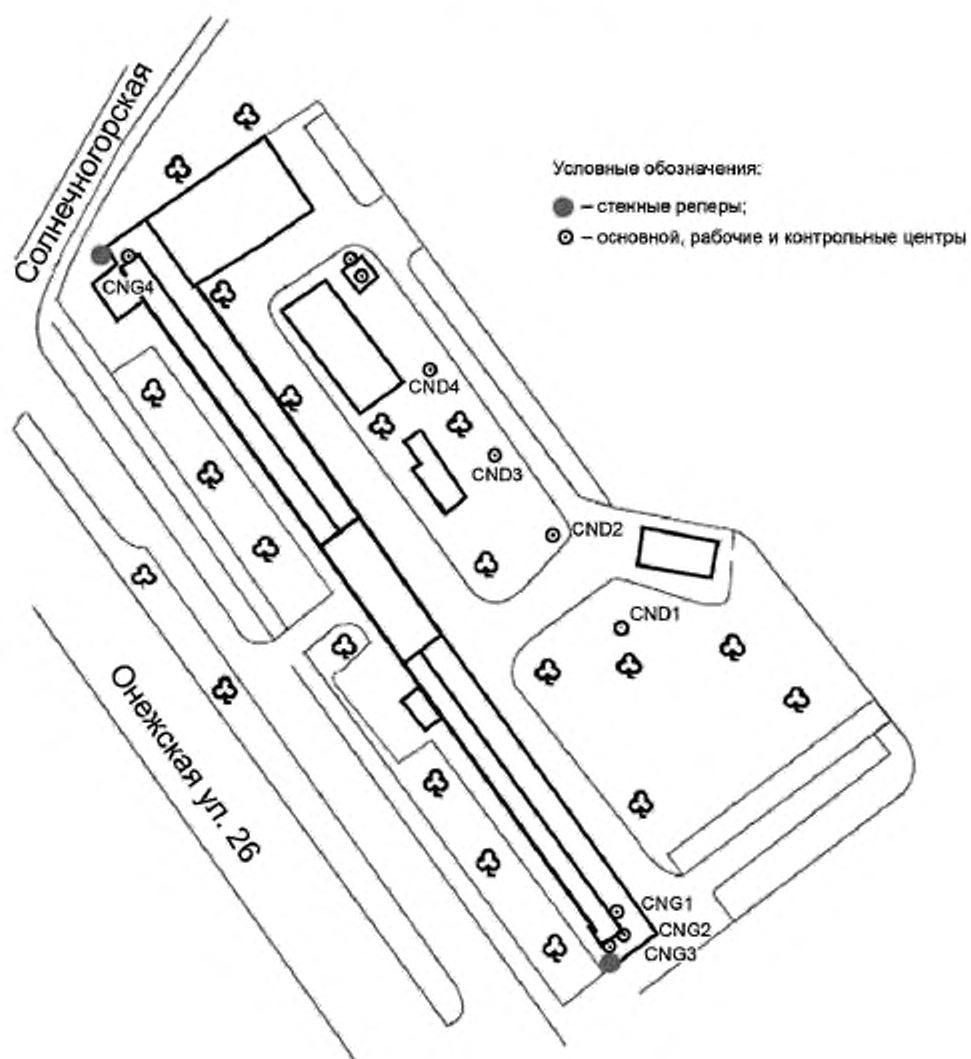 Солнечногорская
Условные обозначения:
– стенные реперы;
– основной, рабочие и контрольные центры
CNG4
CND4
CND3
CND2
CND1
Онежская ул. 26
CNG1
CNG2
CNG3